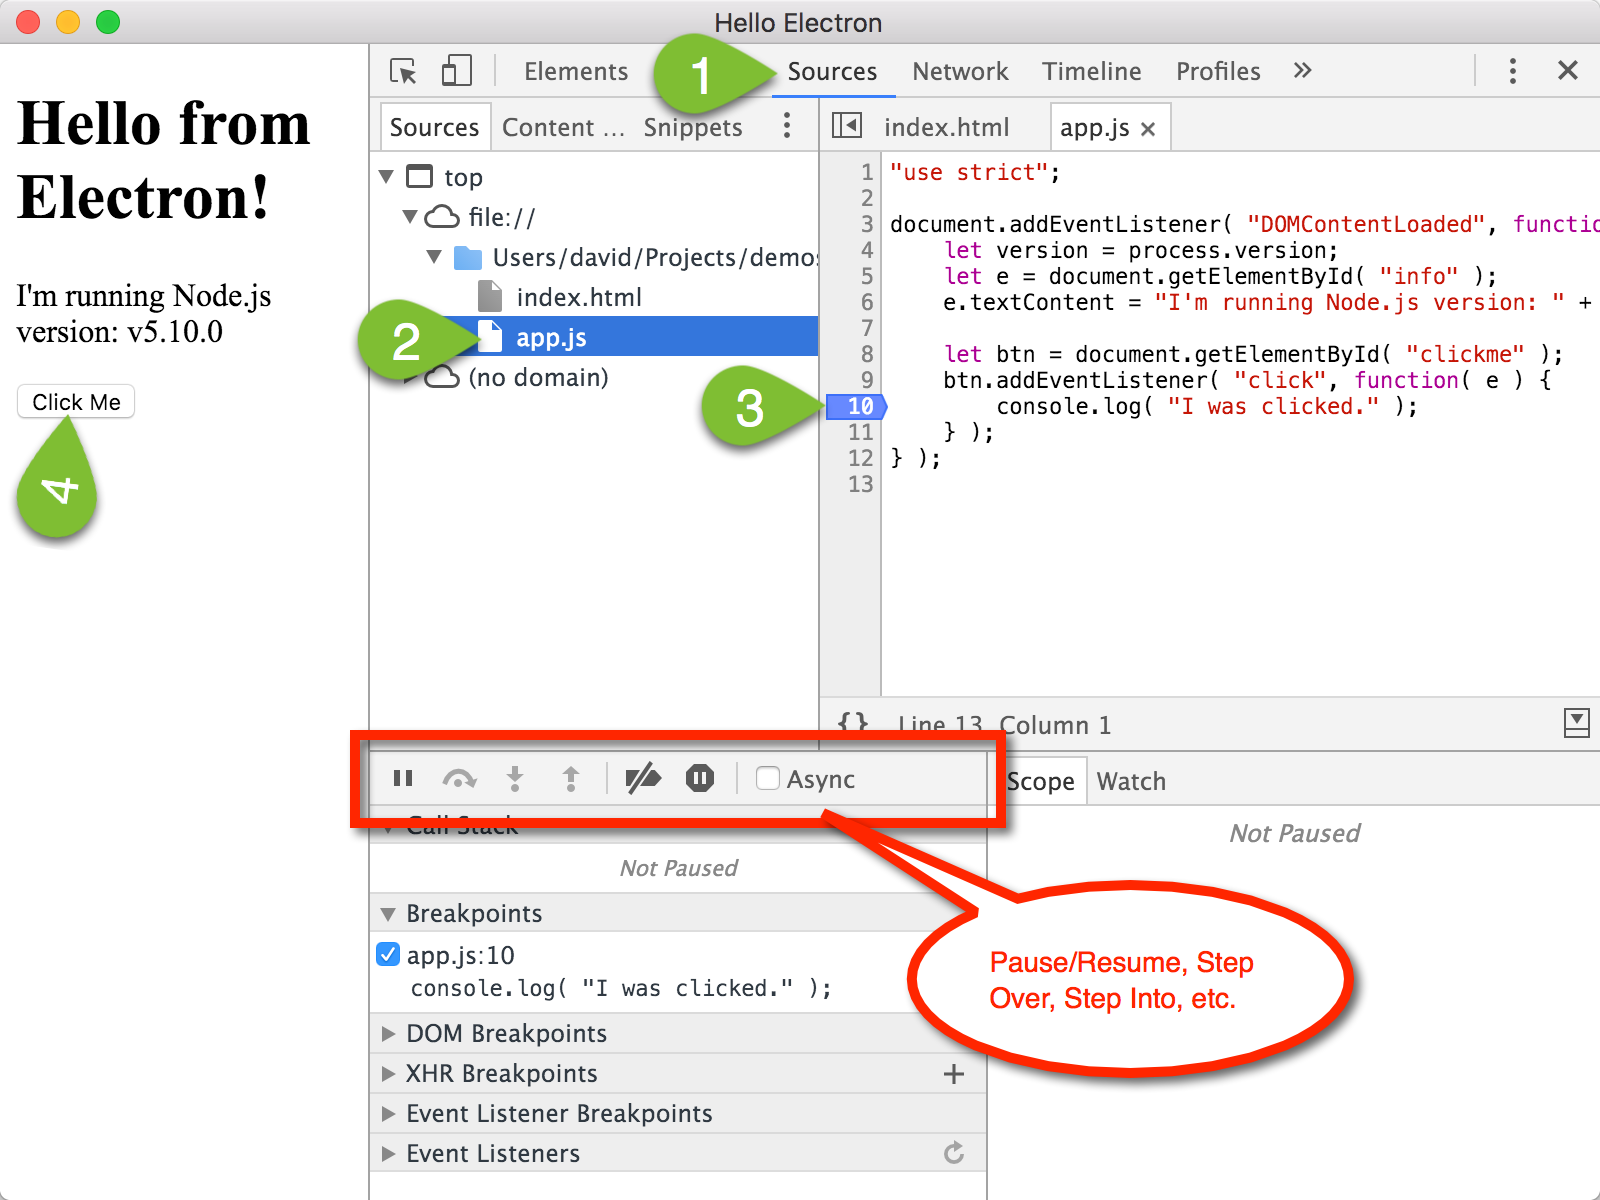 Hello Electron
Hello from
Electron!
I'm running Node.js
version: v5.10.0
Click Me
4
Elements
1
Sources
Network
Timeline
Profiles
»
Sources
Content ...
Snippets
top
file://
Users/david/Projects/demos
index.html
2
app.js
(no domain)
3
index.html
app.js
1 "use strict";
2
3 document.addEventListener( "DOMContentLoaded", functio
4 let version = process.version;
5 let e = document.getElementById( "info" );
6 e.textContent = "I'm running Node.js version: " +
7
8 let btn = document.getElementById( "clickme" );
9 btn.addEventListener( "click", function( e ) {
10 console.log( "I was clicked." );
11 } );
12 } );
13
{} Line 13, Column 1
Async
Scope
Watch
Call Stack
Not Paused
Not Paused
Breakpoints
app.js:10
console.log( "I was clicked." );
DOM Breakpoints
XHR Breakpoints
Event Listener Breakpoints
Event Listeners
Pause/Resume, Step
Over, Step Into, etc.